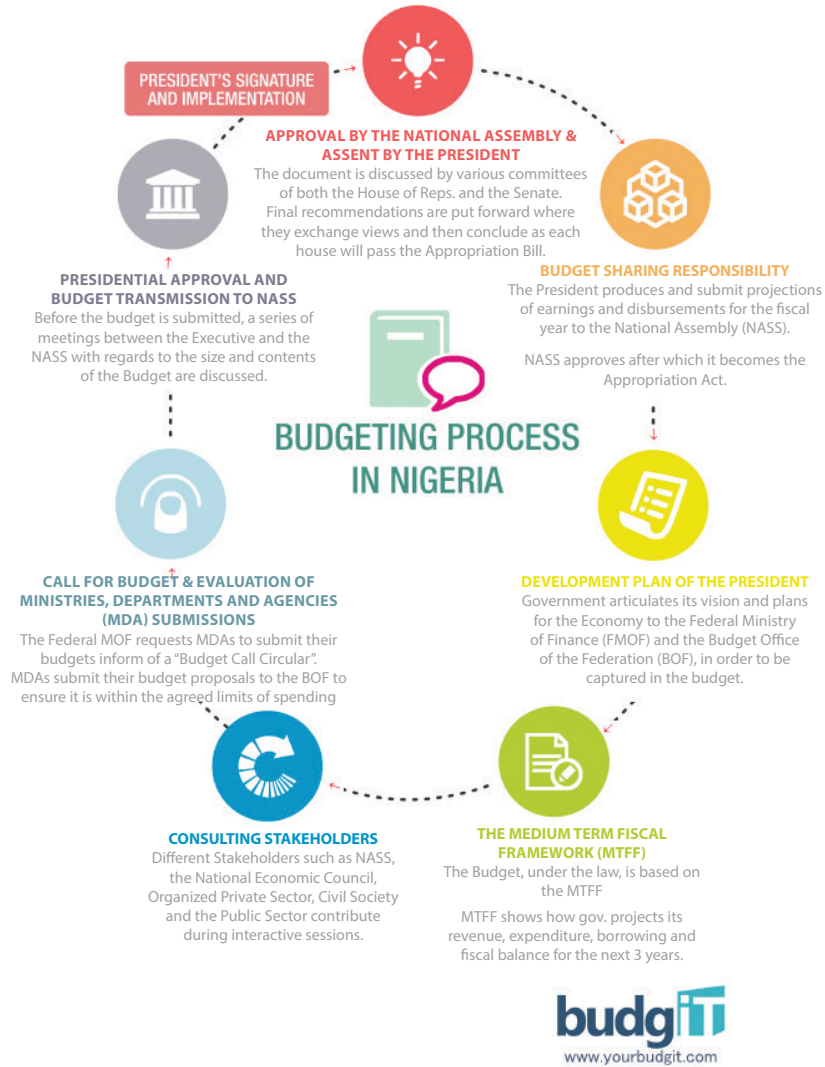 PRESIDENT'S SIGNATURE
AND IMPLEMENTATION
APPROVAL BY THE NATIONAL ASSEMBLY &
ASSENT BY THE PRESIDENT
The document is discussed by various committees
of both the House of Reps. and the Senate.
Final recommendations are put forward where
they exchange views and then conclude as each
house will pass the Appropriation Bill.
BUDGET SHARING RESPONSIBILITY
The President produces and submit projections
of earnings and disbursements for the fiscal
year to the National Assembly (NASS).
NASS approves after which it becomes the
Appropriation Act.
PRESIDENTIAL APPROVAL AND
BUDGET TRANSMISSION TO NASS
Before the budget is submitted, a series of
meetings between the Executive and the
NASS with regards to the size and contents
of the Budget are discussed.
BUDGETING PROCESS
IN NIGERIA
DEVELOPMENT PLAN OF THE PRESIDENT
Government articulates its vision and plans
for the Economy to the Federal Ministry
of Finance (FMOF) and the Budget Office
of the Federation (BOF), in order to be
captured in the budget.
CALL FOR BUDGET & EVALUATION OF
MINISTRIES, DEPARTMENTS AND AGENCIES
(MDA) SUBMISSIONS
The Federal MOF requests MDAs to submit their
budgets inform of a “Budget Call Circular”.
MDAs submit their budget proposals to the BOF to
ensure it is within the agreed limits of spending
THE MEDIUM TERM FISCAL
FRAMEWORK (MTFF)
The Budget, under the law, is based on
the MTFF
MTFF shows how gov. projects its
revenue, expenditure, borrowing and
fiscal balance for the next 3 years.
CONSULTING STAKEHOLDERS
Different Stakeholders such as NASS,
the National Economic Council,
Organized Private Sector, Civil Society
and the Public Sector contribute
during interactive sessions.
budgiT
www.yourbudgit.com